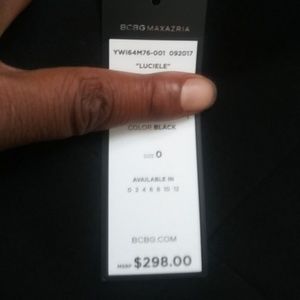 BCBGMAXAZRIA
YWI64M76-001 092017
"LUCIELE"
COLOR BLACK
SIZE 0
AVAILABLE IN
0 2 4 6 8 10 12
BCBG.COM
MSRP $298.00